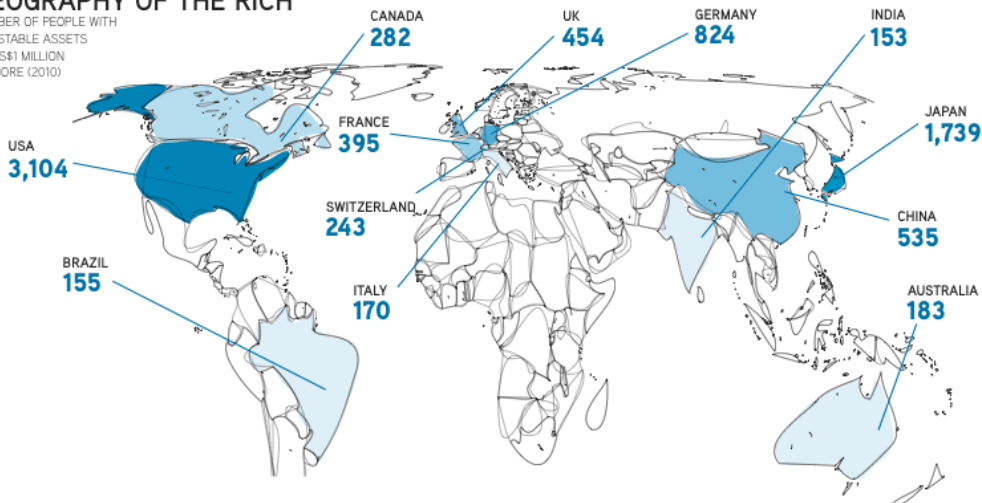 OGRAPHY OF THE RICH
BER OF PEOPLE WITH
STABLE ASSETS
S$1 MILLION
ORE (2010)
CANADA
282
UK
454
GERMANY
824
INDIA
153
FRANCE
395
JAPAN
1,739
USA
3,104
SWITZERLAND
243
CHINA
535
BRAZIL
155
ITALY
170
AUSTRALIA
183